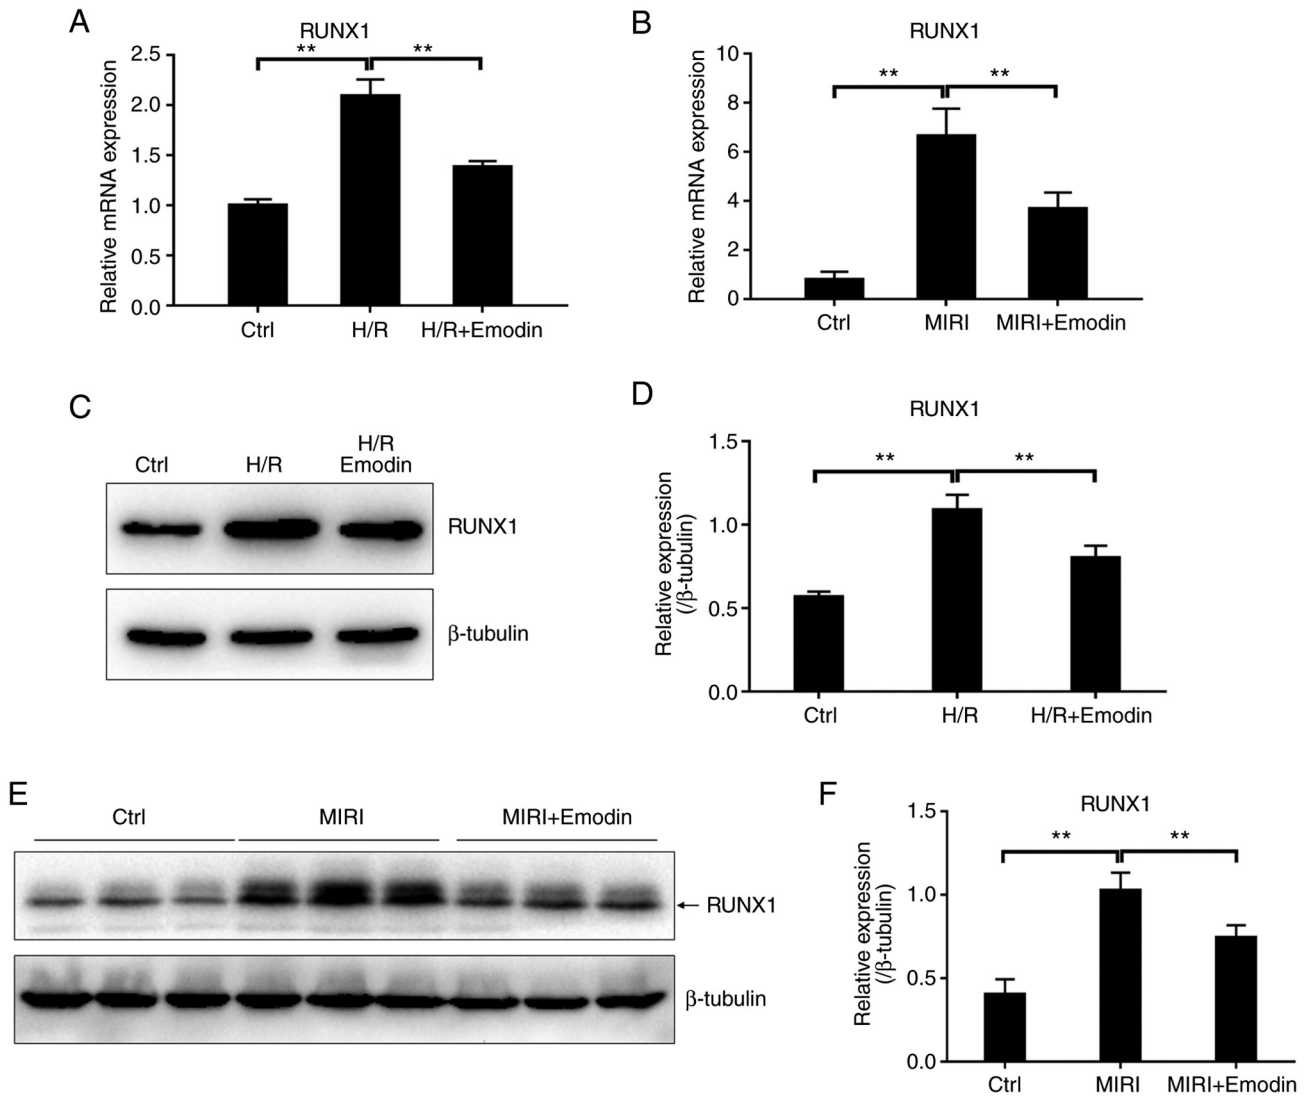 A
RUNX1
** **
Relative mRNA expression
2.5
2.0
1.5
1.0
0.5
0.0
Ctrl H/R H/R+Emodin
B
RUNX1
** **
Relative mRNA expression
10
8
6
4
2
0
Ctrl MIRI MIRI+Emodin
C
Ctrl H/R H/R
Emodin
RUNX1
β-tubulin
D
RUNX1
** **
Relative expression
(/β-tubulin)
1.5
1.0
0.5
0.0
Ctrl H/R H/R+Emodin
E
Ctrl MIRI MIRI+Emodin
← RUNX1
β-tubulin
F
RUNX1
** **
Relative expression
(/β-tubulin)
1.5
1.0
0.5
0.0
Ctrl MIRI MIRI+Emodin